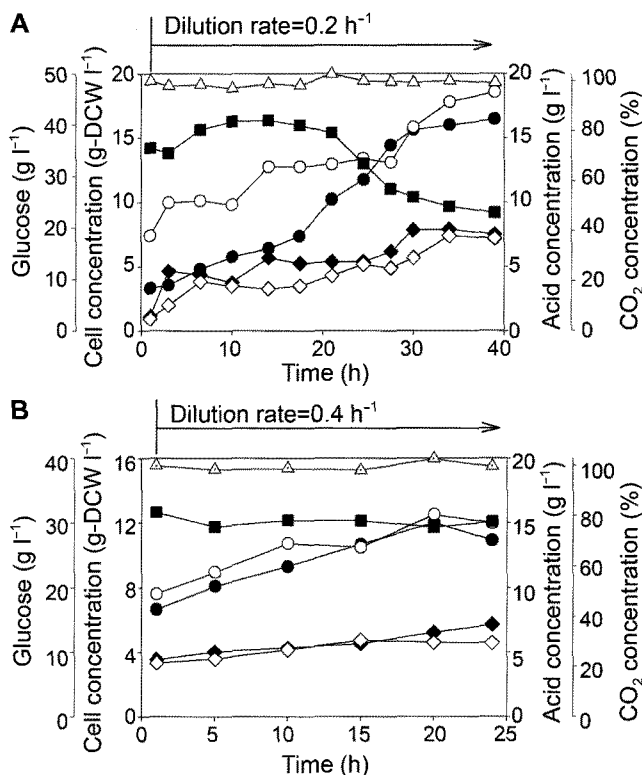 A
Dilution rate=0.2 h⁻¹
Glucose (g l⁻¹)
50
40
30
20
10
0
Cell concentration (g-DCW l⁻¹)
20
15
10
5
0
20
15
10
5
0
Acid concentration (g l⁻¹)
100
80
60
40
20
0
CO₂ concentration (%)
0 5 10 15 20 25 30 35 40
Time (h)
B
Dilution rate=0.4 h⁻¹
Glucose (g l⁻¹)
40
30
20
10
0
Cell concentration (g-DCW l⁻¹)
16
12
8
4
0
20
15
10
5
0
Acid concentration (g l⁻¹)
100
80
60
40
20
0
CO₂ concentration (%)
0 5 10 15 20 25
Time (h)